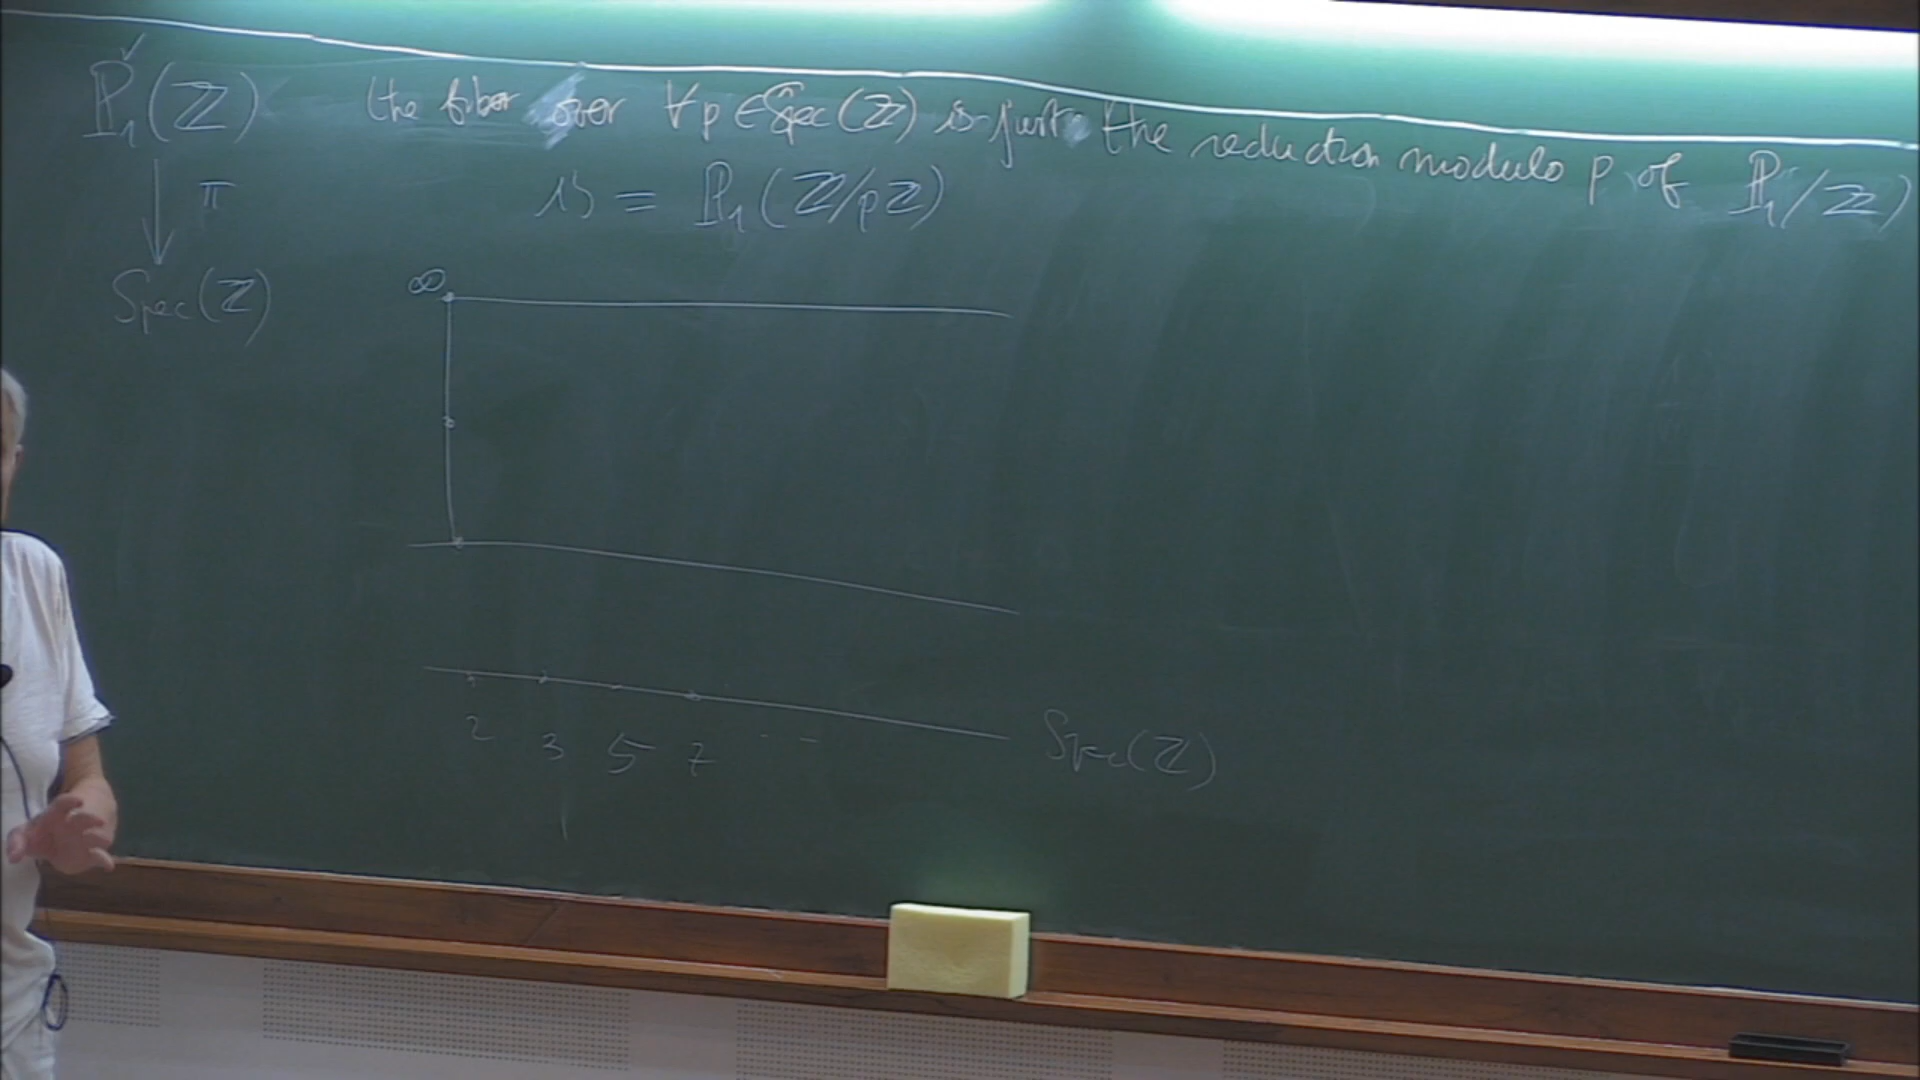 ℙ₁(ℤ) the fiber over ∀p∈Spec(ℤ) is just the reduction modulo p of ℙ₁/ℤ)
π is = ℙ₁(ℤ/pℤ)
Spec(ℤ)
∞
2 3 5 7 - - Spec(ℤ)